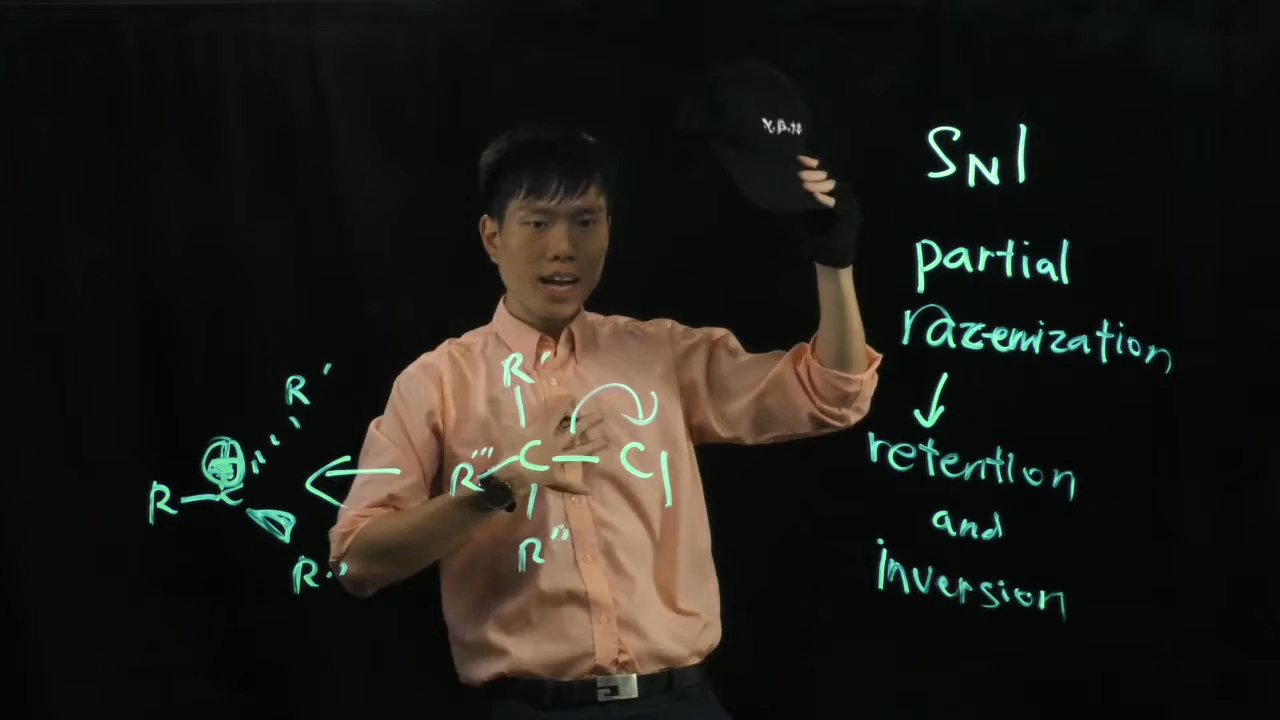 SN1
partial
razemization
↓
retention
and
inversion
R'
R'''—C—Cl
R''
R'
R—C
R''